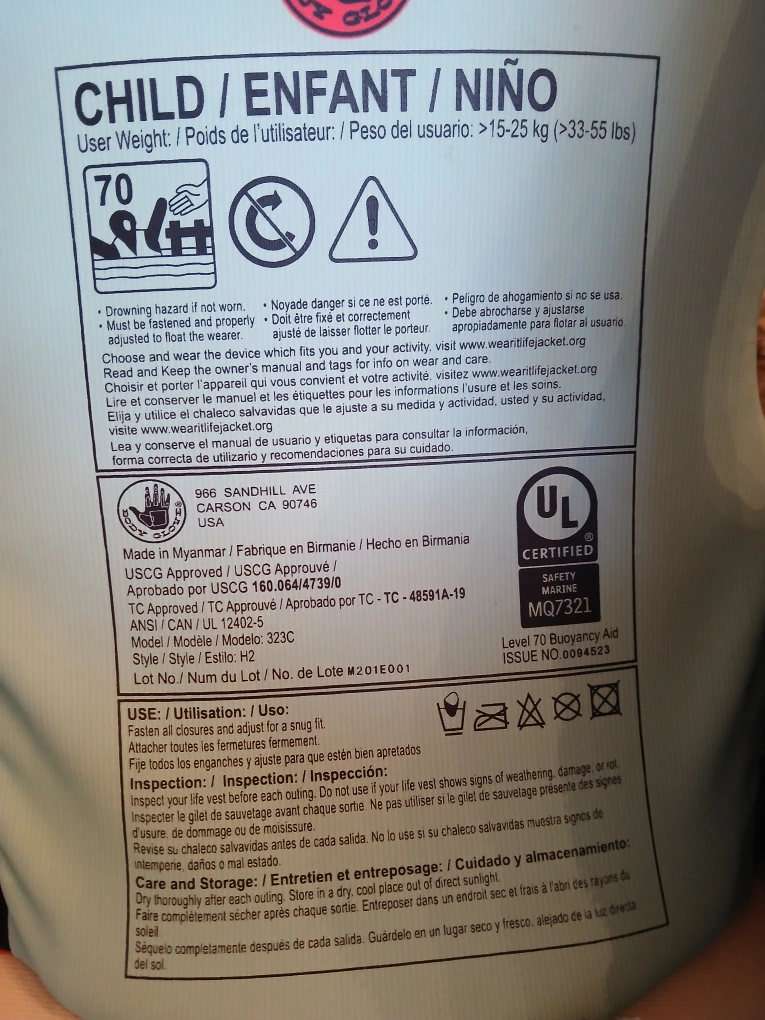 CHILD / ENFANT / NIÑO
User Weight: / Poids de l'utilisateur: / Peso del usuario: >15-25 kg (>33-55 lbs)
70
• Drowning hazard if not worn.
• Must be fastened and properly
adjusted to float the wearer.
• Noyade danger si ce ne est porté.
• Doit être fixé et correctement
ajusté de laisser flotter le porteur.
• Peligro de ahogamiento si no se usa.
• Debe abrocharse y ajustarse
apropiadamente para flotar al usuario.
Choose and wear the device which fits you and your activity, visit www.wearitlifejacket.org
Read and Keep the owner's manual and tags for info on wear and care.
Choisir et porter l'appareil qui vous convient et votre activité, visitez www.wearitlifejacket.org
Lire et conserver le manuel et les étiquettes pour les informations l'usure et les soins.
Elija y utilice el chaleco salvavidas que le ajuste a su medida y actividad, usted y su actividad,
visite www.wearitlifejacket.org
Lea y conserve el manual de usuario y etiquetas para consultar la información,
forma correcta de utilizario y recomendaciones para su cuidado.
BODY GLOVE ®
966 SANDHILL AVE
CARSON CA 90746
USA
UL ®
CERTIFIED
SAFETY
MARINE
MQ7321
Made in Myanmar / Fabrique en Birmanie / Hecho en Birmania
USCG Approved / USCG Approuvé /
Aprobado por USCG 160.064/4739/0
TC Approved / TC Approuvé / Aprobado por TC - TC - 48591A-19
ANSI / CAN / UL 12402-5
Model / Modèle / Modelo: 323C
Style / Style / Estilo: H2
Lot No./ Num du Lot / No. de Lote M201E001
Level 70 Buoyancy Aid
ISSUE NO.0094523
USE: / Utilisation: / Uso:
Fasten all closures and adjust for a snug fit.
Attacher toutes les fermetures fermement.
Fije todos los enganches y ajuste para que estén bien apretados
Inspection: / Inspection: / Inspección:
Inspect your life vest before each outing. Do not use if your life vest shows signs of weathering, damage, or rot.
Inspecter le gilet de sauvetage avant chaque sortie. Ne pas utiliser si le gilet de sauvetage présente des signes
d'usure, de dommage ou de moisissure.
Revise su chaleco salvavidas antes de cada salida. No lo use si su chaleco salvavidas muestra signos de
intemperie, daños o mal estado.
Care and Storage: / Entretien et entreposage: / Cuidado y almacenamiento:
Dry thoroughly after each outing. Store in a dry, cool place out of direct sunlight.
Faire complètement sécher après chaque sortie. Entreposer dans un endroit sec et frais à l'abri des rayons du
soleil.
Séquelo completamente después de cada salida. Guárdelo en un lugar seco y fresco, alejado de la luz directa
del sol.